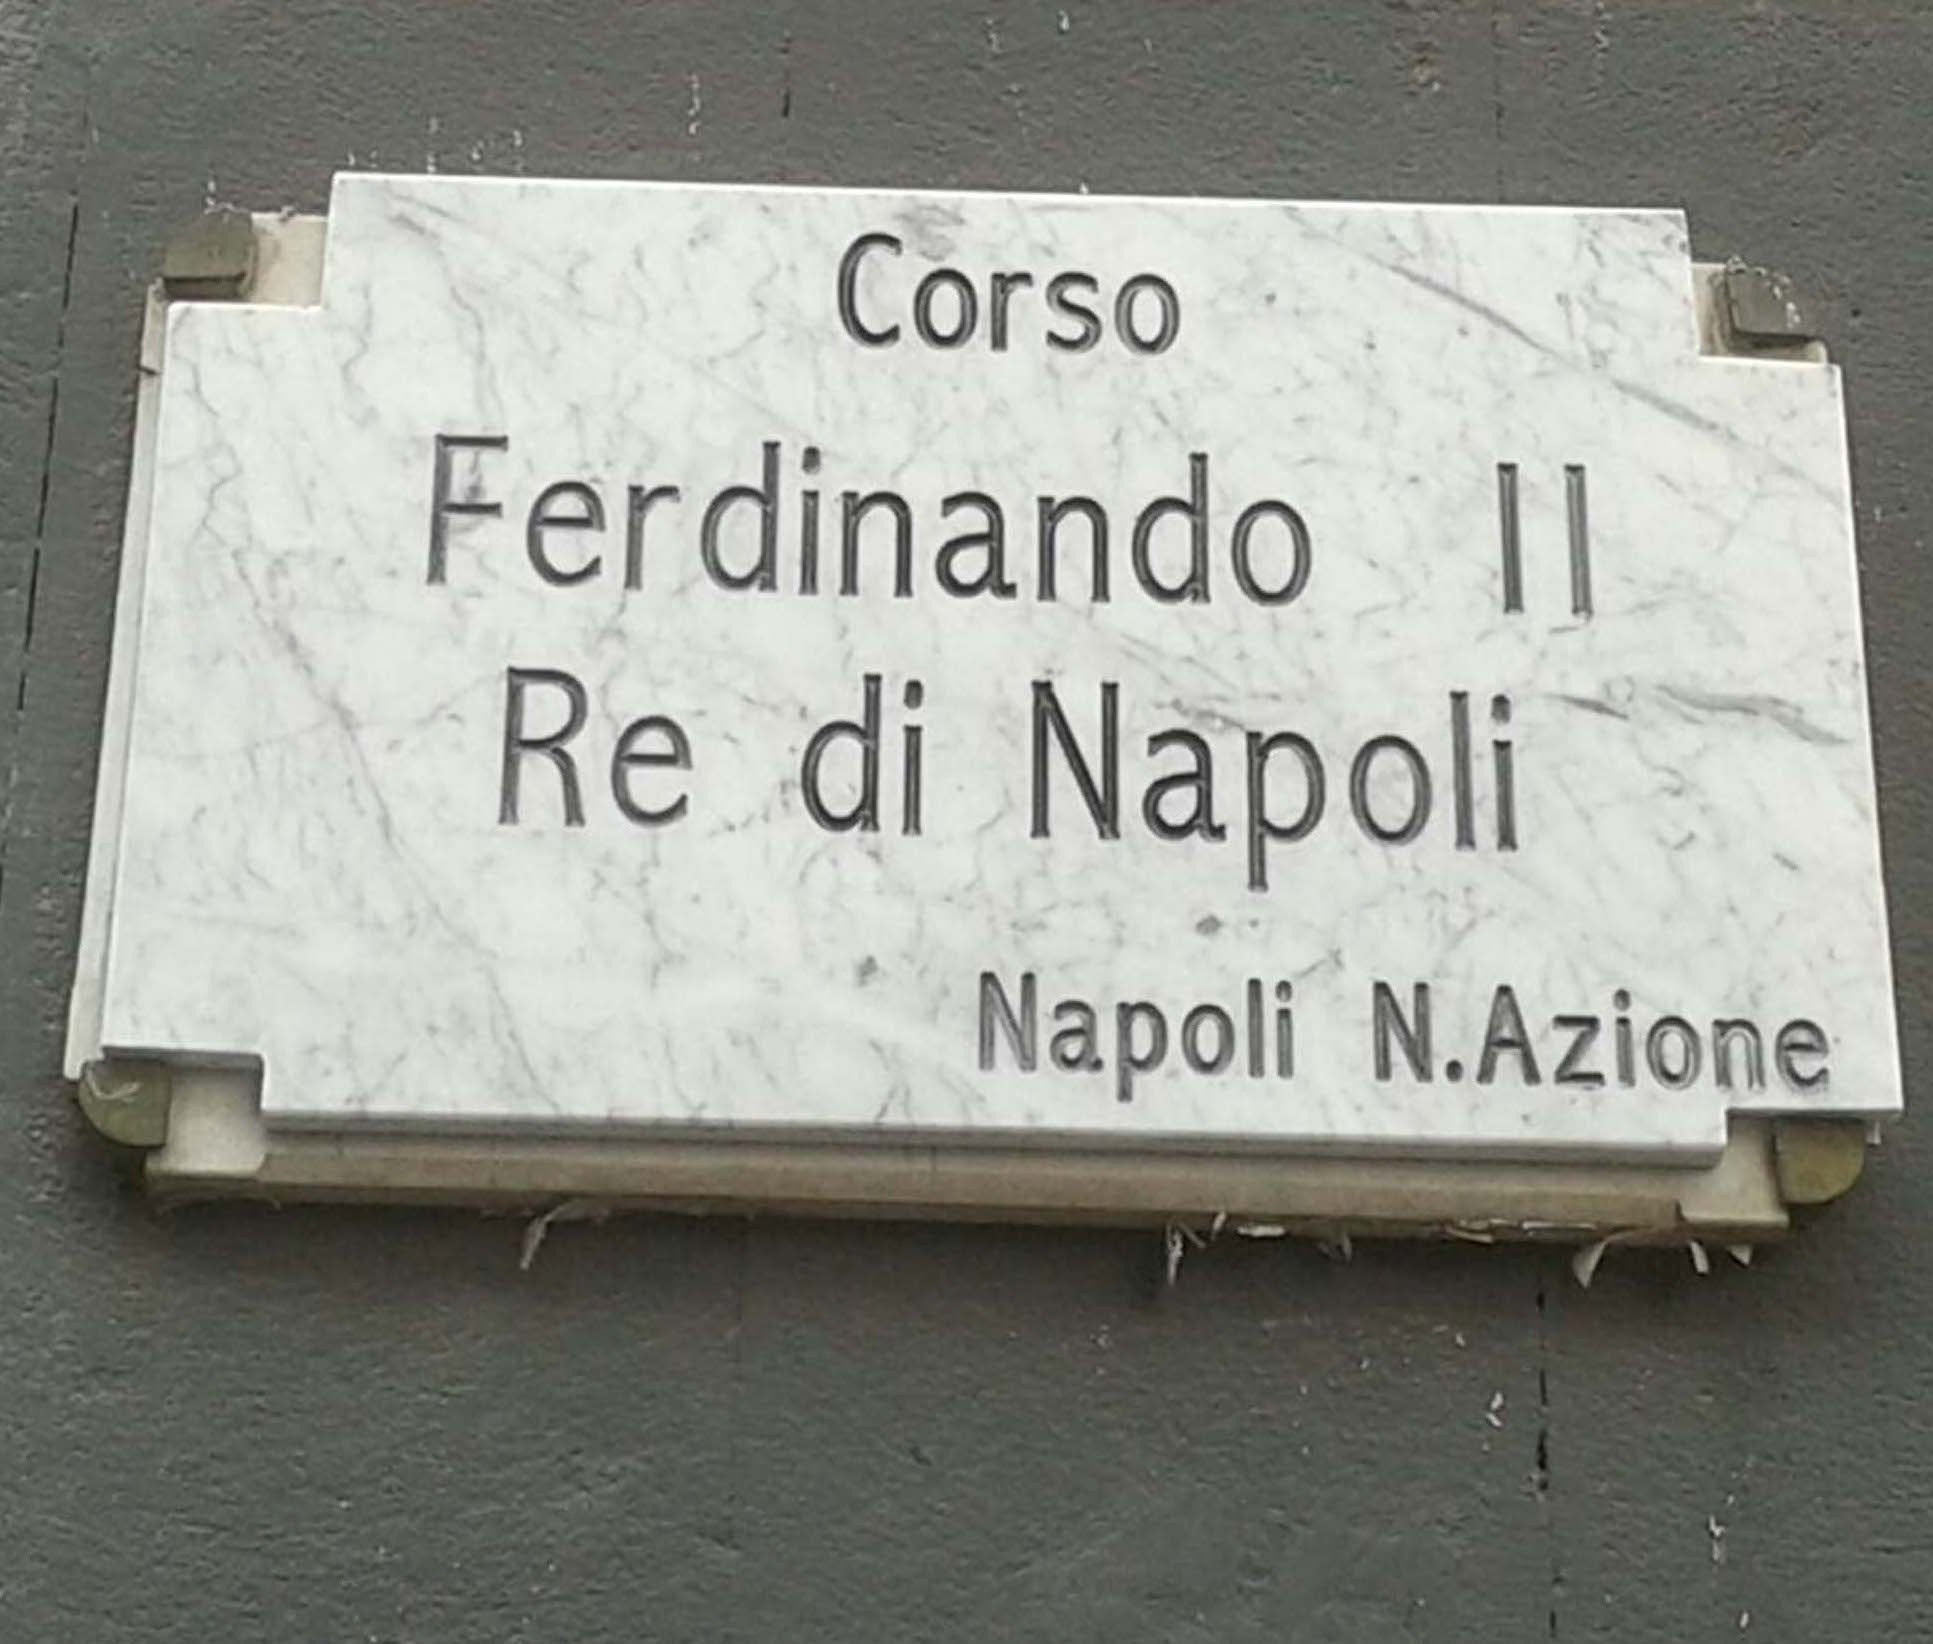 Corso
Ferdinando II
Re di Napoli
Napoli N.Azione